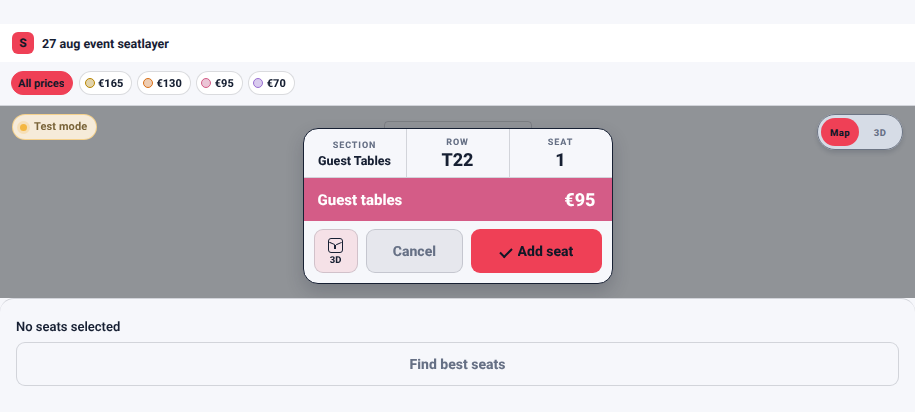 S 27 aug event seatlayer
All prices €165 €130 €95 €70
Test mode
Map 3D
SECTION ROW SEAT
Guest Tables T22 1
Guest tables €95
3D Cancel Add seat
No seats selected
Find best seats